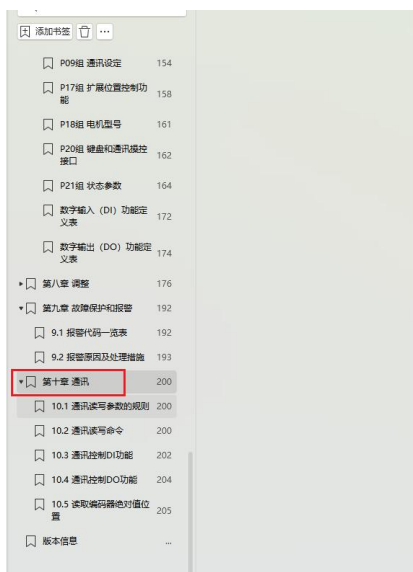 添加书签
P09组 通讯设定 154
P17组 扩展位置控制功
能 158
P18组 电机型号 161
P20组 键盘和通讯操控
接口 162
P21组 状态参数 164
数字输入（DI）功能定
义表 172
数字输出（DO）功能定
义表 174
第八章 调整 176
第九章 故障保护和报警 192
9.1 报警代码一览表 192
9.2 报警原因及处理措施 193
第十章 通讯 200
10.1 通讯读写参数的规则 200
10.2 通讯读写命令 200
10.3 通讯控制DI功能 202
10.4 通讯控制DO功能 204
10.5 读取编码器绝对值位
置 205
版本信息 ...